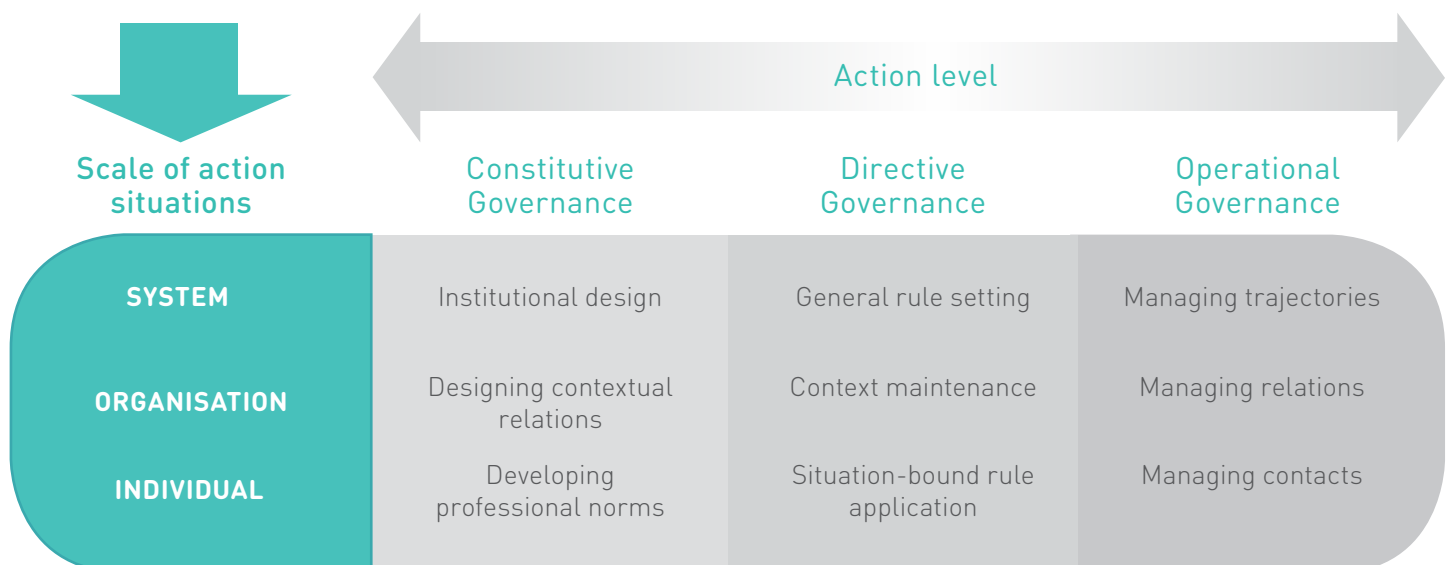 Action level
Scale of action
situations
Constitutive
Governance
Directive
Governance
Operational
Governance
SYSTEM
Institutional design
General rule setting
Managing trajectories
ORGANISATION
Designing contextual
relations
Context maintenance
Managing relations
INDIVIDUAL
Developing
professional norms
Situation-bound rule
application
Managing contacts